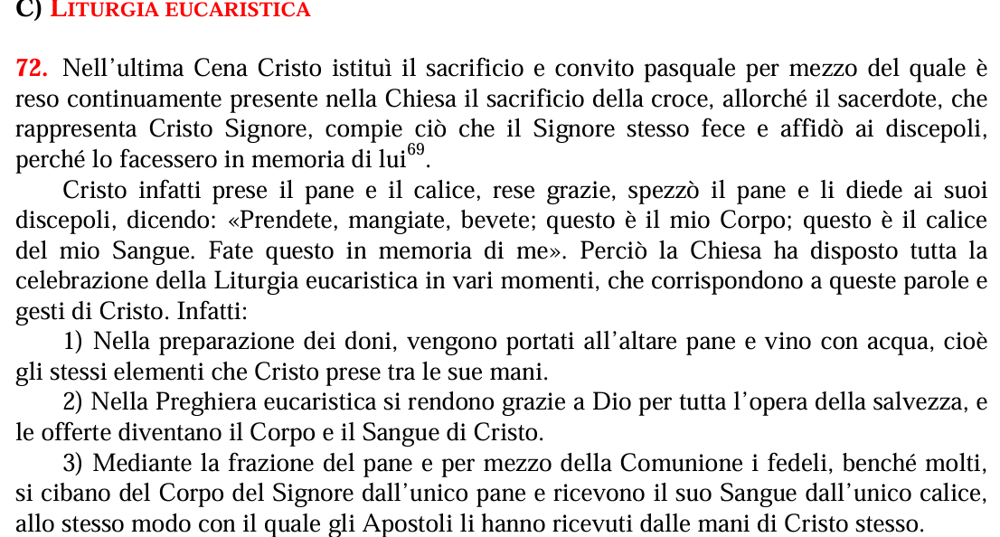 C) LITURGIA EUCARISTICA
72. Nell’ultima Cena Cristo istituì il sacrificio e convito pasquale per mezzo del quale è
reso continuamente presente nella Chiesa il sacrificio della croce, allorché il sacerdote, che
rappresenta Cristo Signore, compie ciò che il Signore stesso fece e affidò ai discepoli,
perché lo facessero in memoria di lui69.
Cristo infatti prese il pane e il calice, rese grazie, spezzò il pane e li diede ai suoi
discepoli, dicendo: «Prendete, mangiate, bevete; questo è il mio Corpo; questo è il calice
del mio Sangue. Fate questo in memoria di me». Perciò la Chiesa ha disposto tutta la
celebrazione della Liturgia eucaristica in vari momenti, che corrispondono a queste parole e
gesti di Cristo. Infatti:
1) Nella preparazione dei doni, vengono portati all’altare pane e vino con acqua, cioè
gli stessi elementi che Cristo prese tra le sue mani.
2) Nella Preghiera eucaristica si rendono grazie a Dio per tutta l’opera della salvezza, e
le offerte diventano il Corpo e il Sangue di Cristo.
3) Mediante la frazione del pane e per mezzo della Comunione i fedeli, benché molti,
si cibano del Corpo del Signore dall’unico pane e ricevono il suo Sangue dall’unico calice,
allo stesso modo con il quale gli Apostoli li hanno ricevuti dalle mani di Cristo stesso.